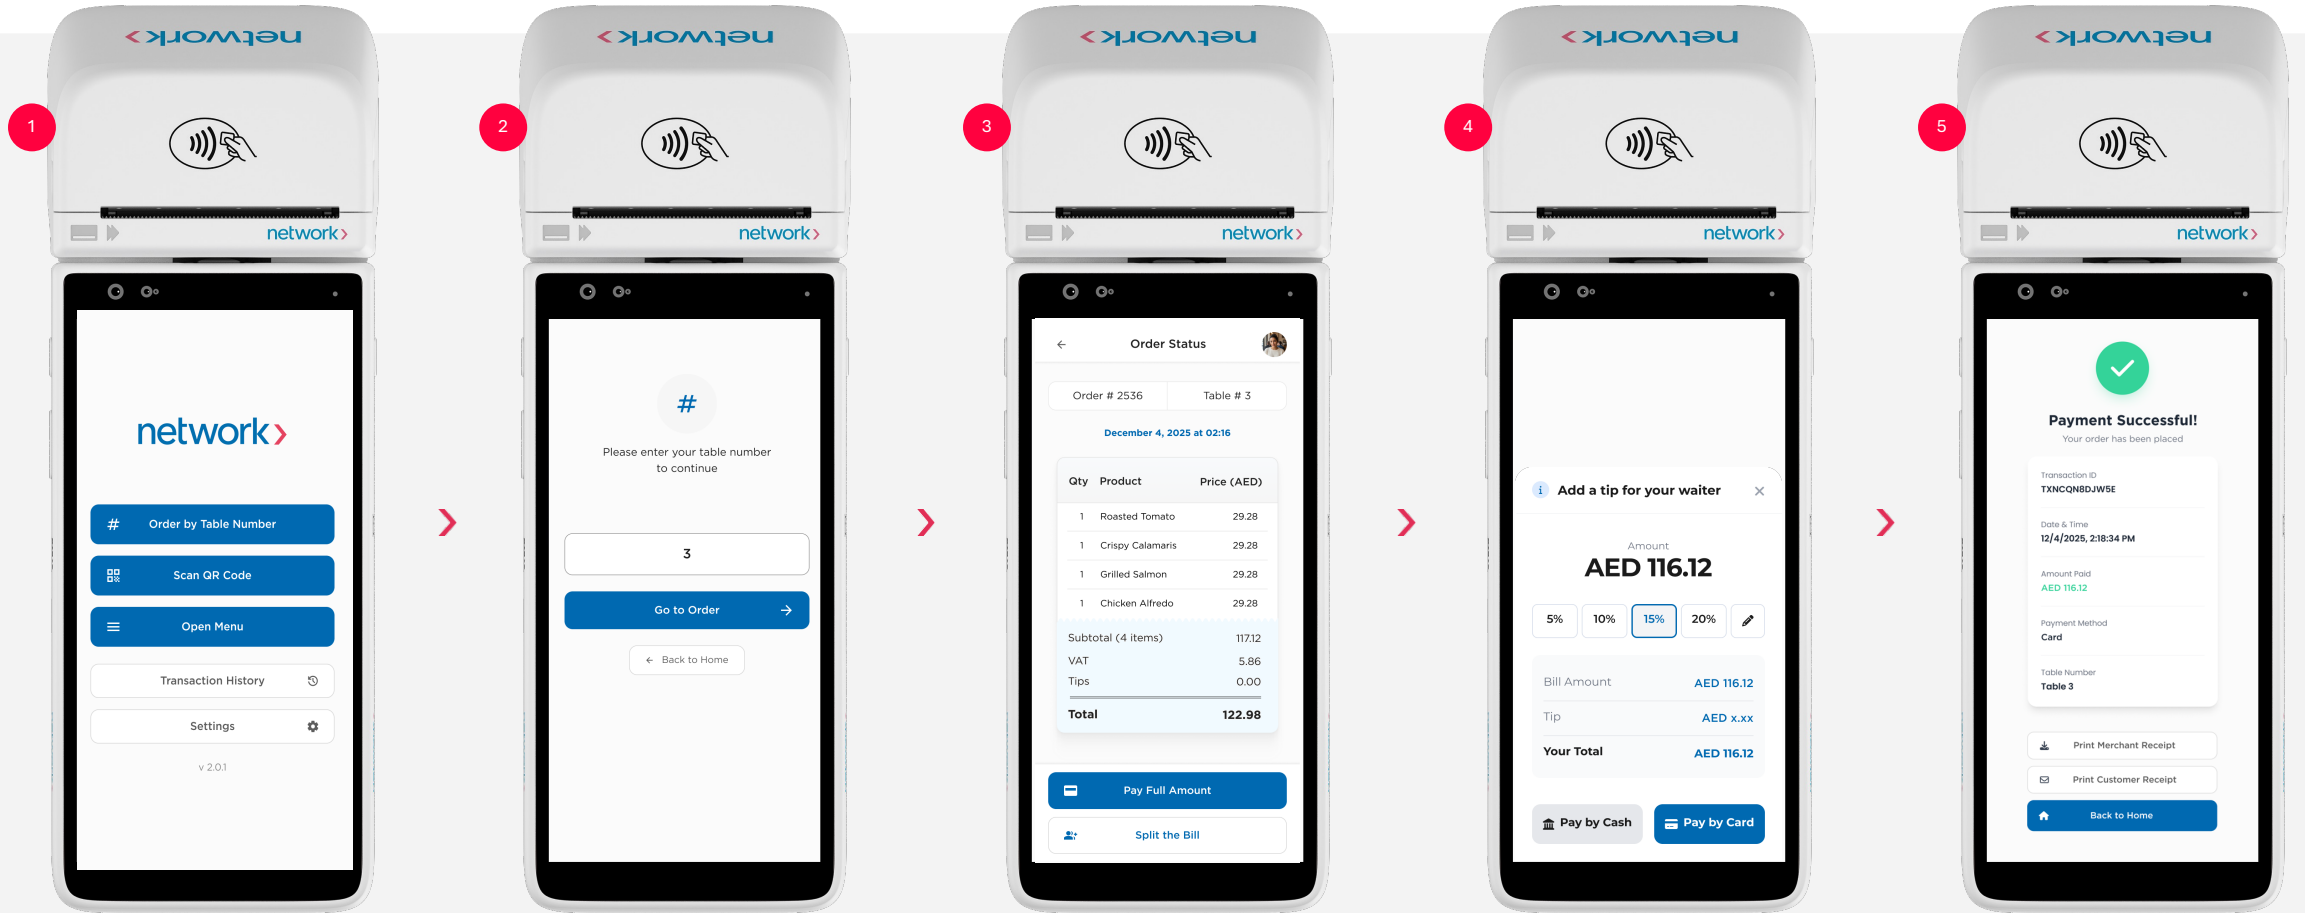 network
1
network
network
# Order by Table Number
Scan QR Code
Open Menu
Transaction History
Settings
v 2.0.1
network
2
network
#
Please enter your table number
to continue
3
Go to Order →
← Back to Home
network
3
network
← Order Status
Order # 2536 Table # 3
December 4, 2025 at 02:16
Qty Product Price (AED)
1 Roasted Tomato 29.28
1 Crispy Calamaris 29.28
1 Grilled Salmon 29.28
1 Chicken Alfredo 29.28
Subtotal (4 items) 117.12
VAT 5.86
Tips 0.00
Total 122.98
Pay Full Amount
Split the Bill
network
4
network
i Add a tip for your waiter ×
Amount
AED 116.12
5% 10% 15% 20%
Bill Amount AED 116.12
Tip AED x.xx
Your Total AED 116.12
Pay by Cash Pay by Card
network
5
network
Payment Successful!
Your order has been placed
Transaction ID
TXNCQN8DJW5E
Date & Time
12/4/2025, 2:18:34 PM
Amount Paid
AED 116.12
Payment Method
Card
Table Number
Table 3
Print Merchant Receipt
Print Customer Receipt
Back to Home